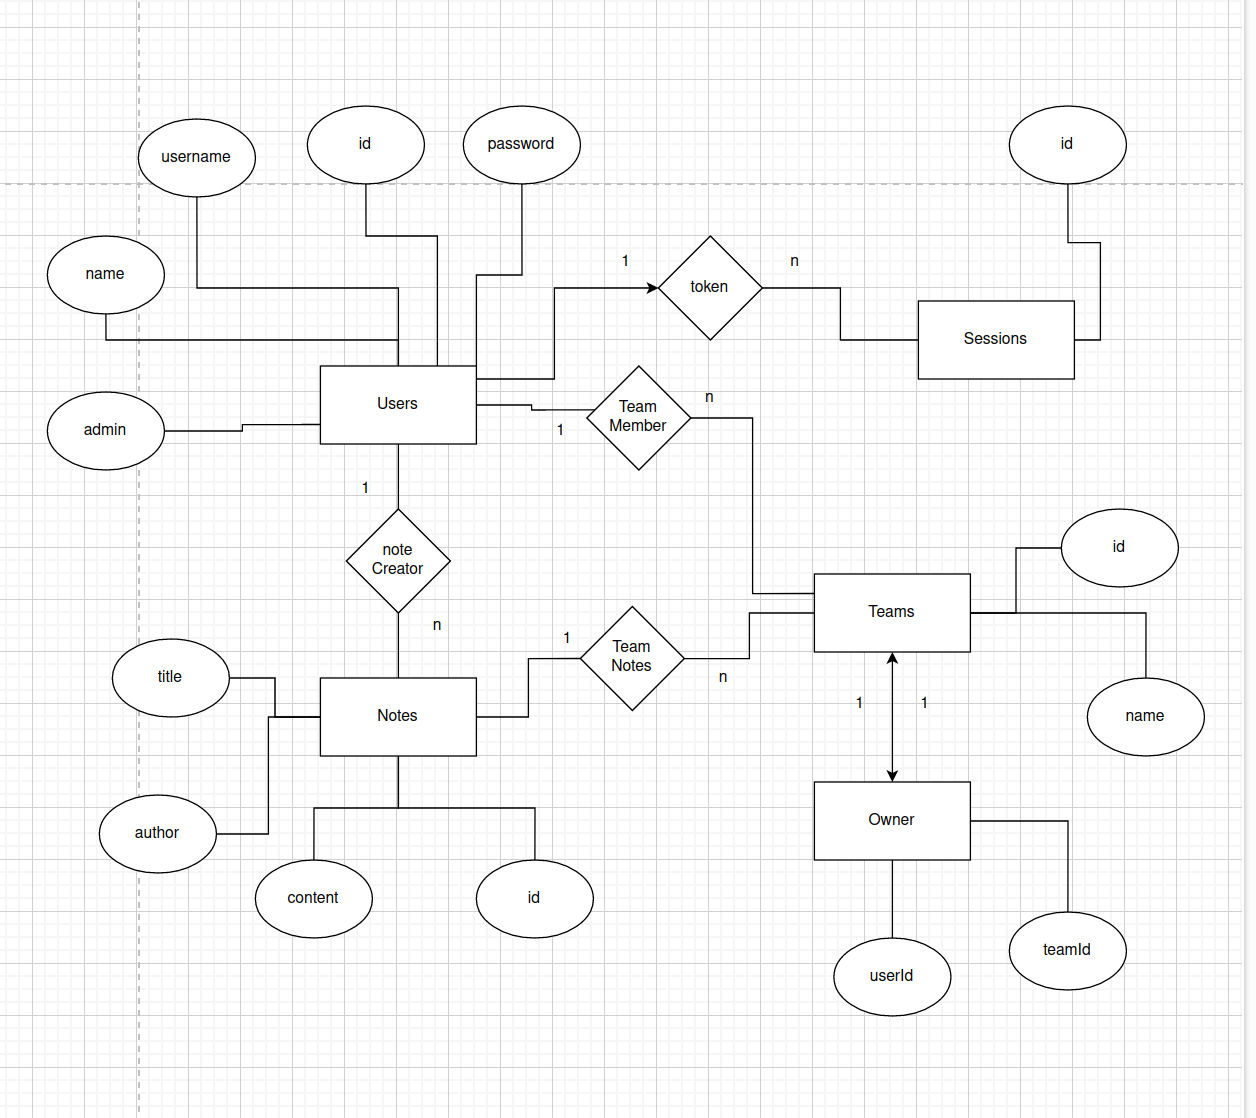 id
password
id
username
1
n
name
token
Sessions
n
Users
Team
Member
admin
1
1
note
Creator
id
Teams
n
1
Team
Notes
title
n
Notes
1
1
name
Owner
author
content
id
teamId
userId